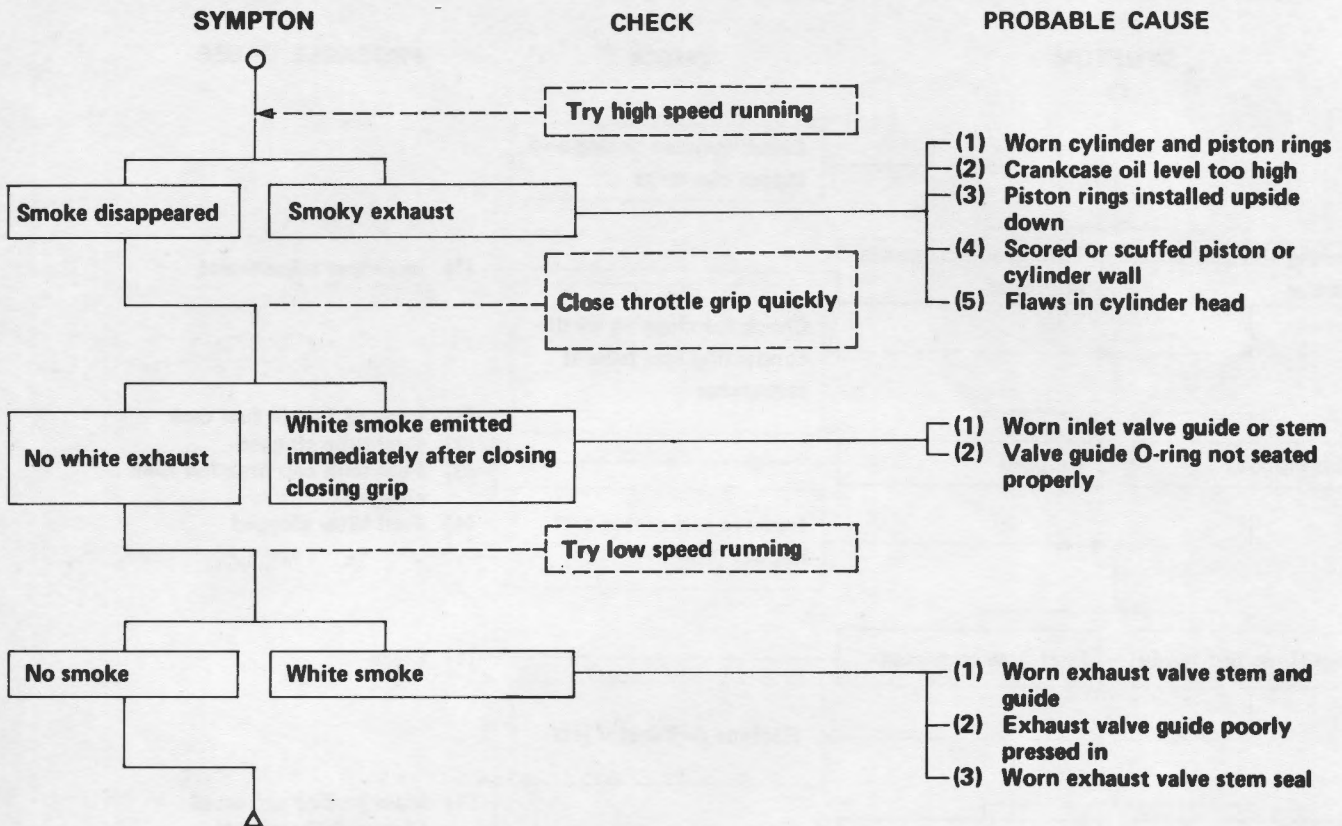 SYMPTON
CHECK
PROBABLE CAUSE
Try high speed running
Smoke disappeared
Smoky exhaust
(1) Worn cylinder and piston rings
(2) Crankcase oil level too high
(3) Piston rings installed upside
down
(4) Scored or scuffed piston or
cylinder wall
(5) Flaws in cylinder head
Close throttle grip quickly
No white exhaust
White smoke emitted
immediately after closing
closing grip
(1) Worn inlet valve guide or stem
(2) Valve guide O-ring not seated
properly
Try low speed running
No smoke
White smoke
(1) Worn exhaust valve stem and
guide
(2) Exhaust valve guide poorly
pressed in
(3) Worn exhaust valve stem seal